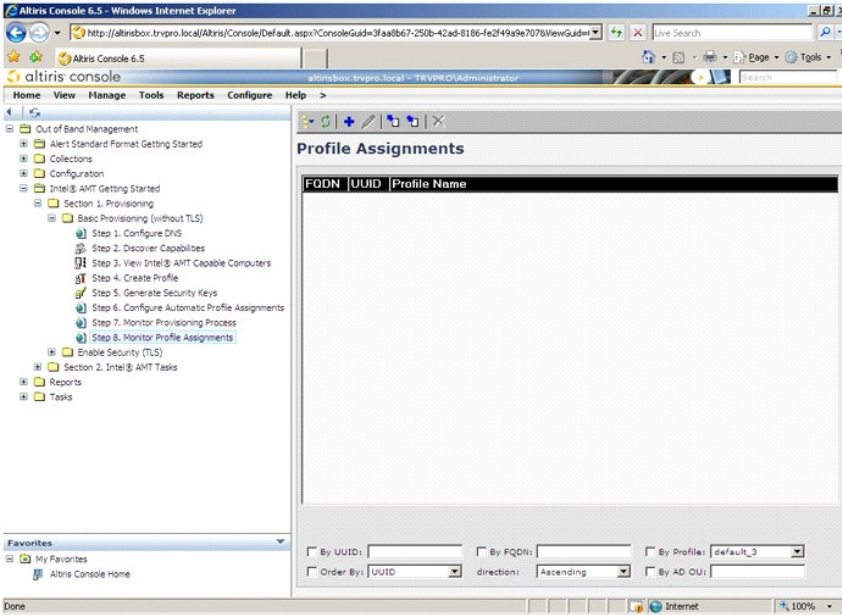 Altiris Console 6.5 - Windows Internet Explorer
http://altirisbox.trvpro.local/Altiris/Console/Default.aspx?ConsoleGuid=3faa8b67-250b-42ad-8186-fe2f49a9e707&ViewGuid=
Live Search
Altiris Console 6.5
Page
Tools
altiris console
altirisbox.trvpro.local - TRVPRO\Administrator
Search
Home View Manage Tools Reports Configure Help >
Out of Band Management
Alert Standard Format Getting Started
Collections
Configuration
Intel® AMT Getting Started
Section 1. Provisioning
Basic Provisioning (without TLS)
Step 1. Configure DNS
Step 2. Discover Capabilities
Step 3. View Intel® AMT Capable Computers
Step 4. Create Profile
Step 5. Generate Security Keys
Step 6. Configure Automatic Profile Assignments
Step 7. Monitor Provisioning Process
Step 8. Monitor Profile Assignments
Enable Security (TLS)
Section 2. Intel® AMT Tasks
Reports
Tasks
Favorites
My Favorites
Altiris Console Home
Profile Assignments
FQDN UUID Profile Name
By UUID: By FQDN: By Profile: default_3
Order By: UUID direction: Ascending By AD OU:
Done Internet 100%